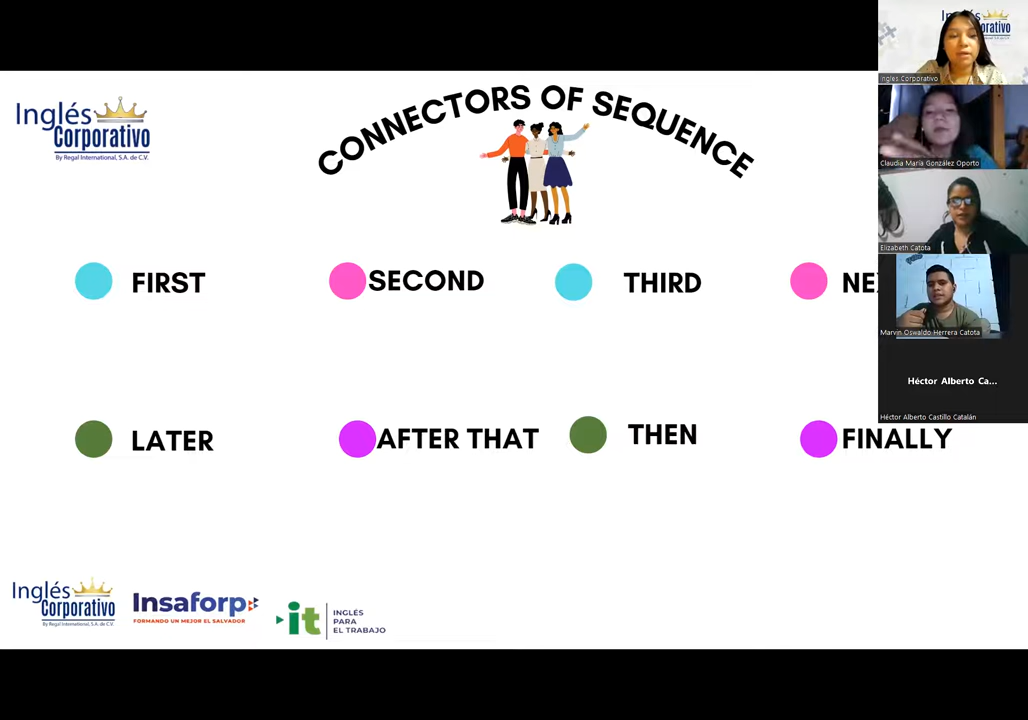 Inglés
Corporativo
By Regal International, S.A. de C.V.
CONNECTORS OF SEQUENCE
FIRST
SECOND
THIRD
LATER
AFTER THAT
THEN
FINALLY
Inglés
Corporativo
By Regal International, S.A. de C.V.
Insaforp
FORMANDO UN MEJOR EL SALVADOR
it
INGLÉS
PARA
EL TRABAJO
Ingles Corporativo
Claudia María González Oporto
Elizabeth Catota
Marvin Oswaldo Herrera Catota
Héctor Alberto Ca...
Héctor Alberto Castillo Catalán